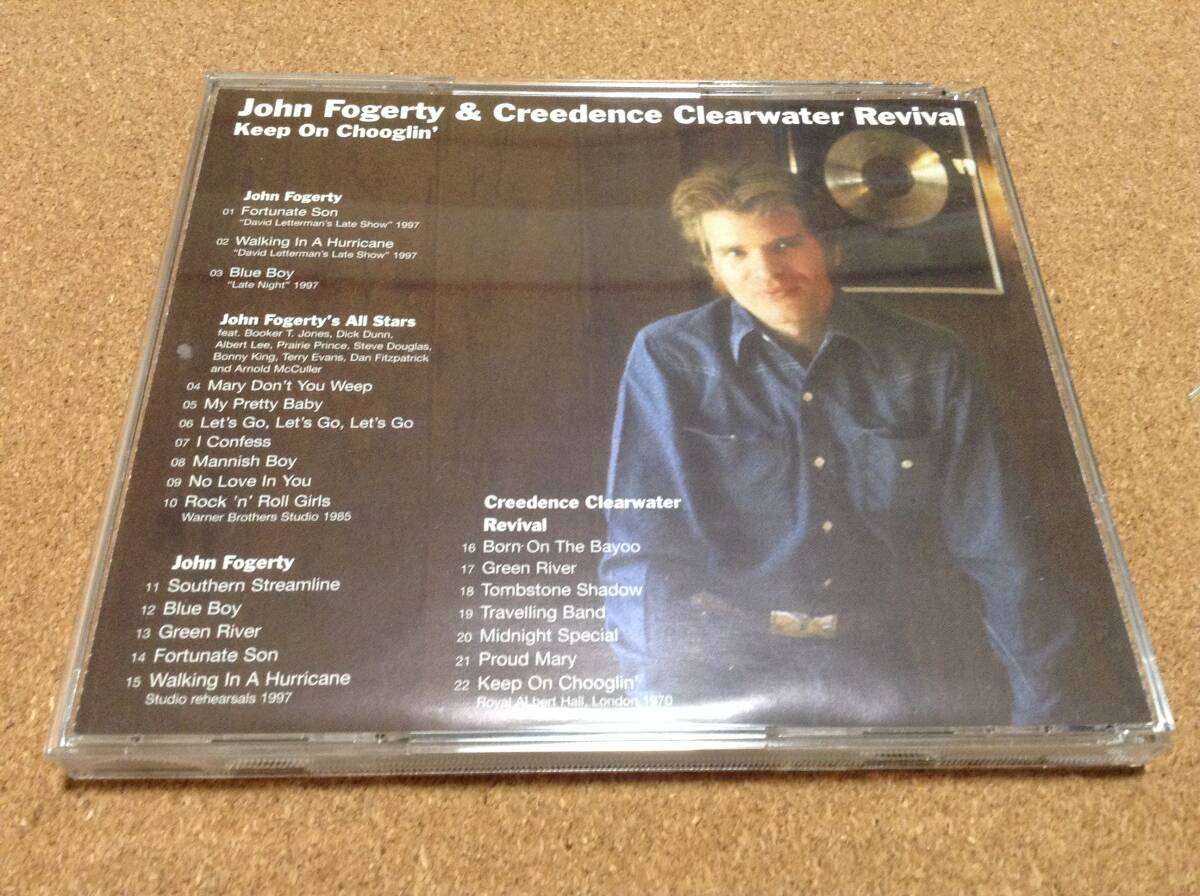 John Fogerty & Creedence Clearwater Revival
Keep On Chooglin'
John Fogerty
01 Fortunate Son
"David Letterman's Late Show" 1997
02 Walking In A Hurricane
"David Letterman's Late Show" 1997
03 Blue Boy
"Late Night" 1997
John Fogerty's All Stars
feat. Booker T. Jones, Dick Dunn,
Albert Lee, Prairie Prince, Steve Douglas,
Bonny King, Terry Evans, Dan Fitzpatrick
and Arnold McCuller
04 Mary Don't You Weep
05 My Pretty Baby
06 Let's Go, Let's Go, Let's Go
07 I Confess
08 Mannish Boy
09 No Love In You
10 Rock 'n' Roll Girls
Warner Brothers Studio 1985
John Fogerty
11 Southern Streamline
12 Blue Boy
13 Green River
14 Fortunate Son
15 Walking In A Hurricane
Studio rehearsals 1997
Creedence Clearwater
Revival
16 Born On The Bayoo
17 Green River
18 Tombstone Shadow
19 Travelling Band
20 Midnight Special
21 Proud Mary
22 Keep On Chooglin'
Royal Albert Hall, London 1970